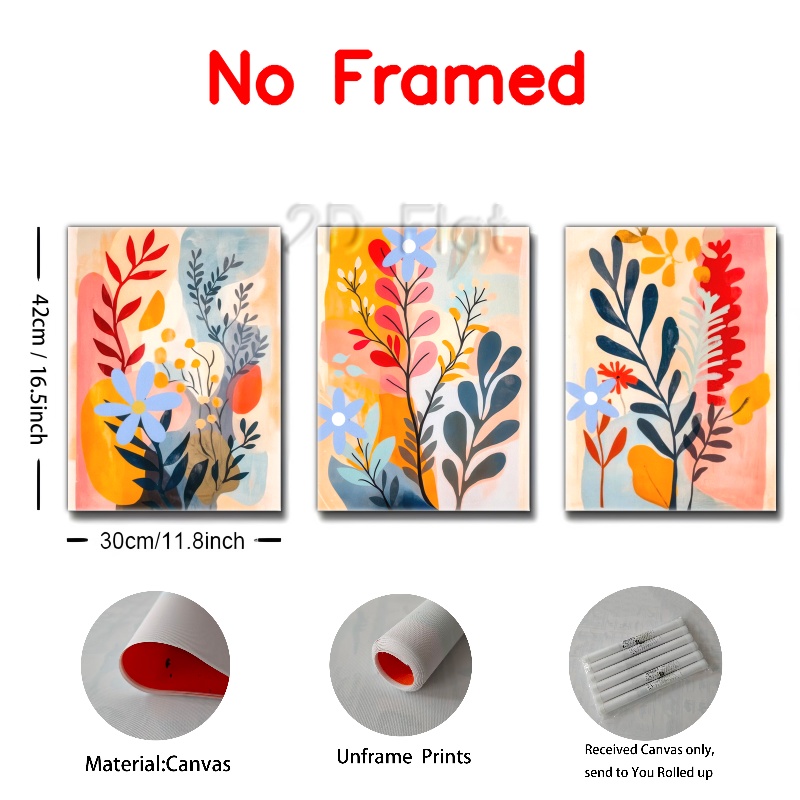 No Framed
2D Flat
42cm / 16.5inch
30cm/11.8inch
Material:Canvas
Unframe Prints
Received Canvas only,
send to You Rolled up